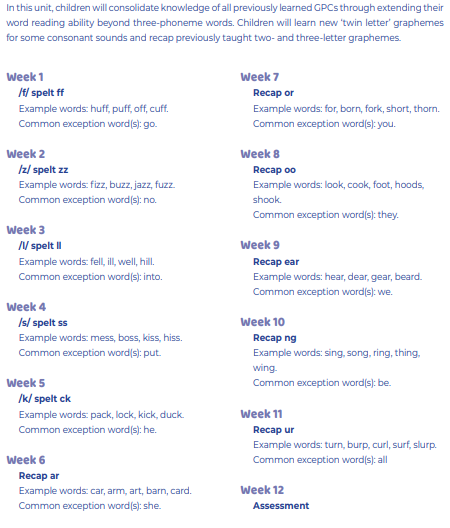 In this unit, children will consolidate knowledge of all previously learned GPCs through extending their
word reading ability beyond three-phoneme words. Children will learn new 'twin letter' graphemes
for some consonant sounds and recap previously taught two- and three-letter graphemes.
Week 1
/f/ spelt ff
Example words: huff, puff, off, cuff.
Common exception word(s): go.
Week 2
/z/ spelt zz
Example words: fizz, buzz, jazz, fuzz.
Common exception word(s): no.
Week 3
/l/ spelt ll
Example words: fell, ill, well, hill.
Common exception word(s): into.
Week 4
/s/ spelt ss
Example words: mess, boss, kiss, hiss.
Common exception word(s): put.
Week 5
/k/ spelt ck
Example words: pack, lock, kick, duck.
Common exception word(s): he.
Week 6
Recap ar
Example words: car, arm, art, barn, card.
Common exception word(s): she.
Week 7
Recap or
Example words: for, born, fork, short, thorn.
Common exception word(s): you.
Week 8
Recap oo
Example words: look, cook, foot, hoods,
shook.
Common exception word(s): they.
Week 9
Recap ear
Example words: hear, dear, gear, beard.
Common exception word(s): we.
Week 10
Recap ng
Example words: sing, song, ring, thing,
wing.
Common exception word(s): be.
Week 11
Recap ur
Example words: turn, burp, curl, surf, slurp.
Common exception word(s): all
Week 12
Assessment